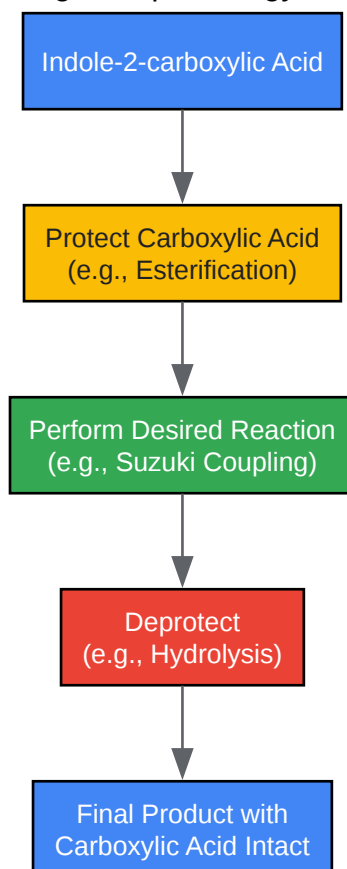 Indole-2-carboxylic Acid
Protect Carboxylic Acid
(e.g., Esterification)
Perform Desired Reaction
(e.g., Suzuki Coupling)
Deprotect
(e.g., Hydrolysis)
Final Product with
Carboxylic Acid Intact